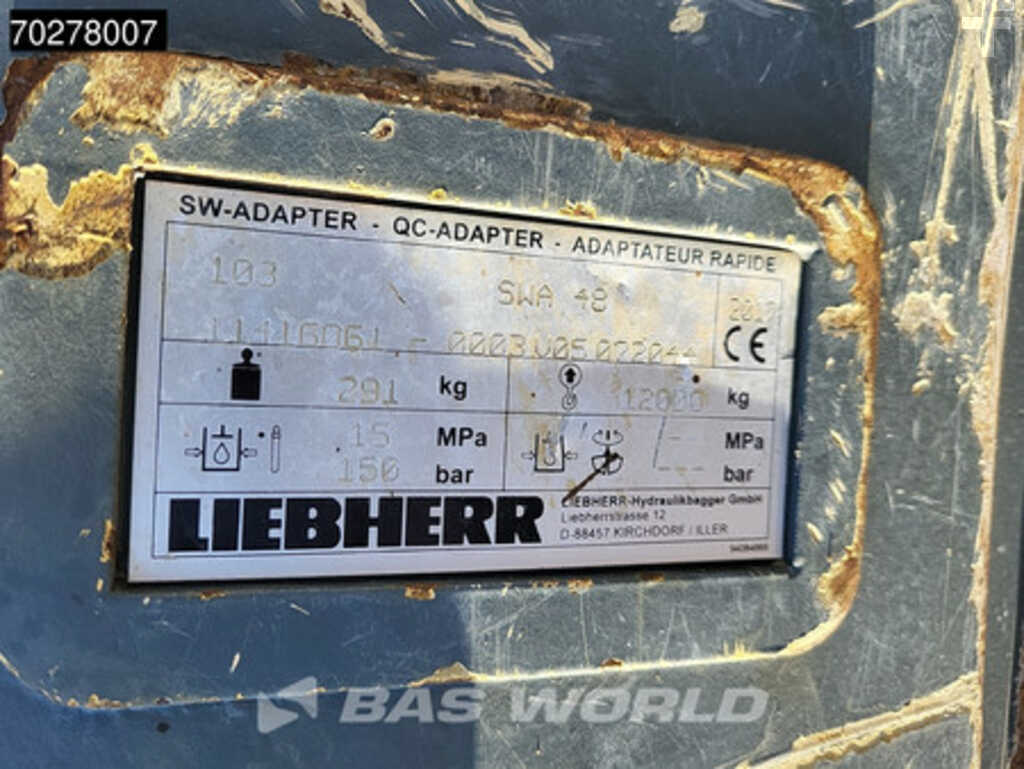 70278007
SW-ADAPTER - QC-ADAPTER - ADAPTATEUR RAPIDE
103 SWA 48
CE
291 kg 12000 kg
15 MPa - MPa
150 bar --- bar
LIEBHERR
LIEBHERR-Hydraulikbagger GmbH
Liebherrstrasse 12
D-88457 KIRCHDORF / ILLER
BAS WORLD